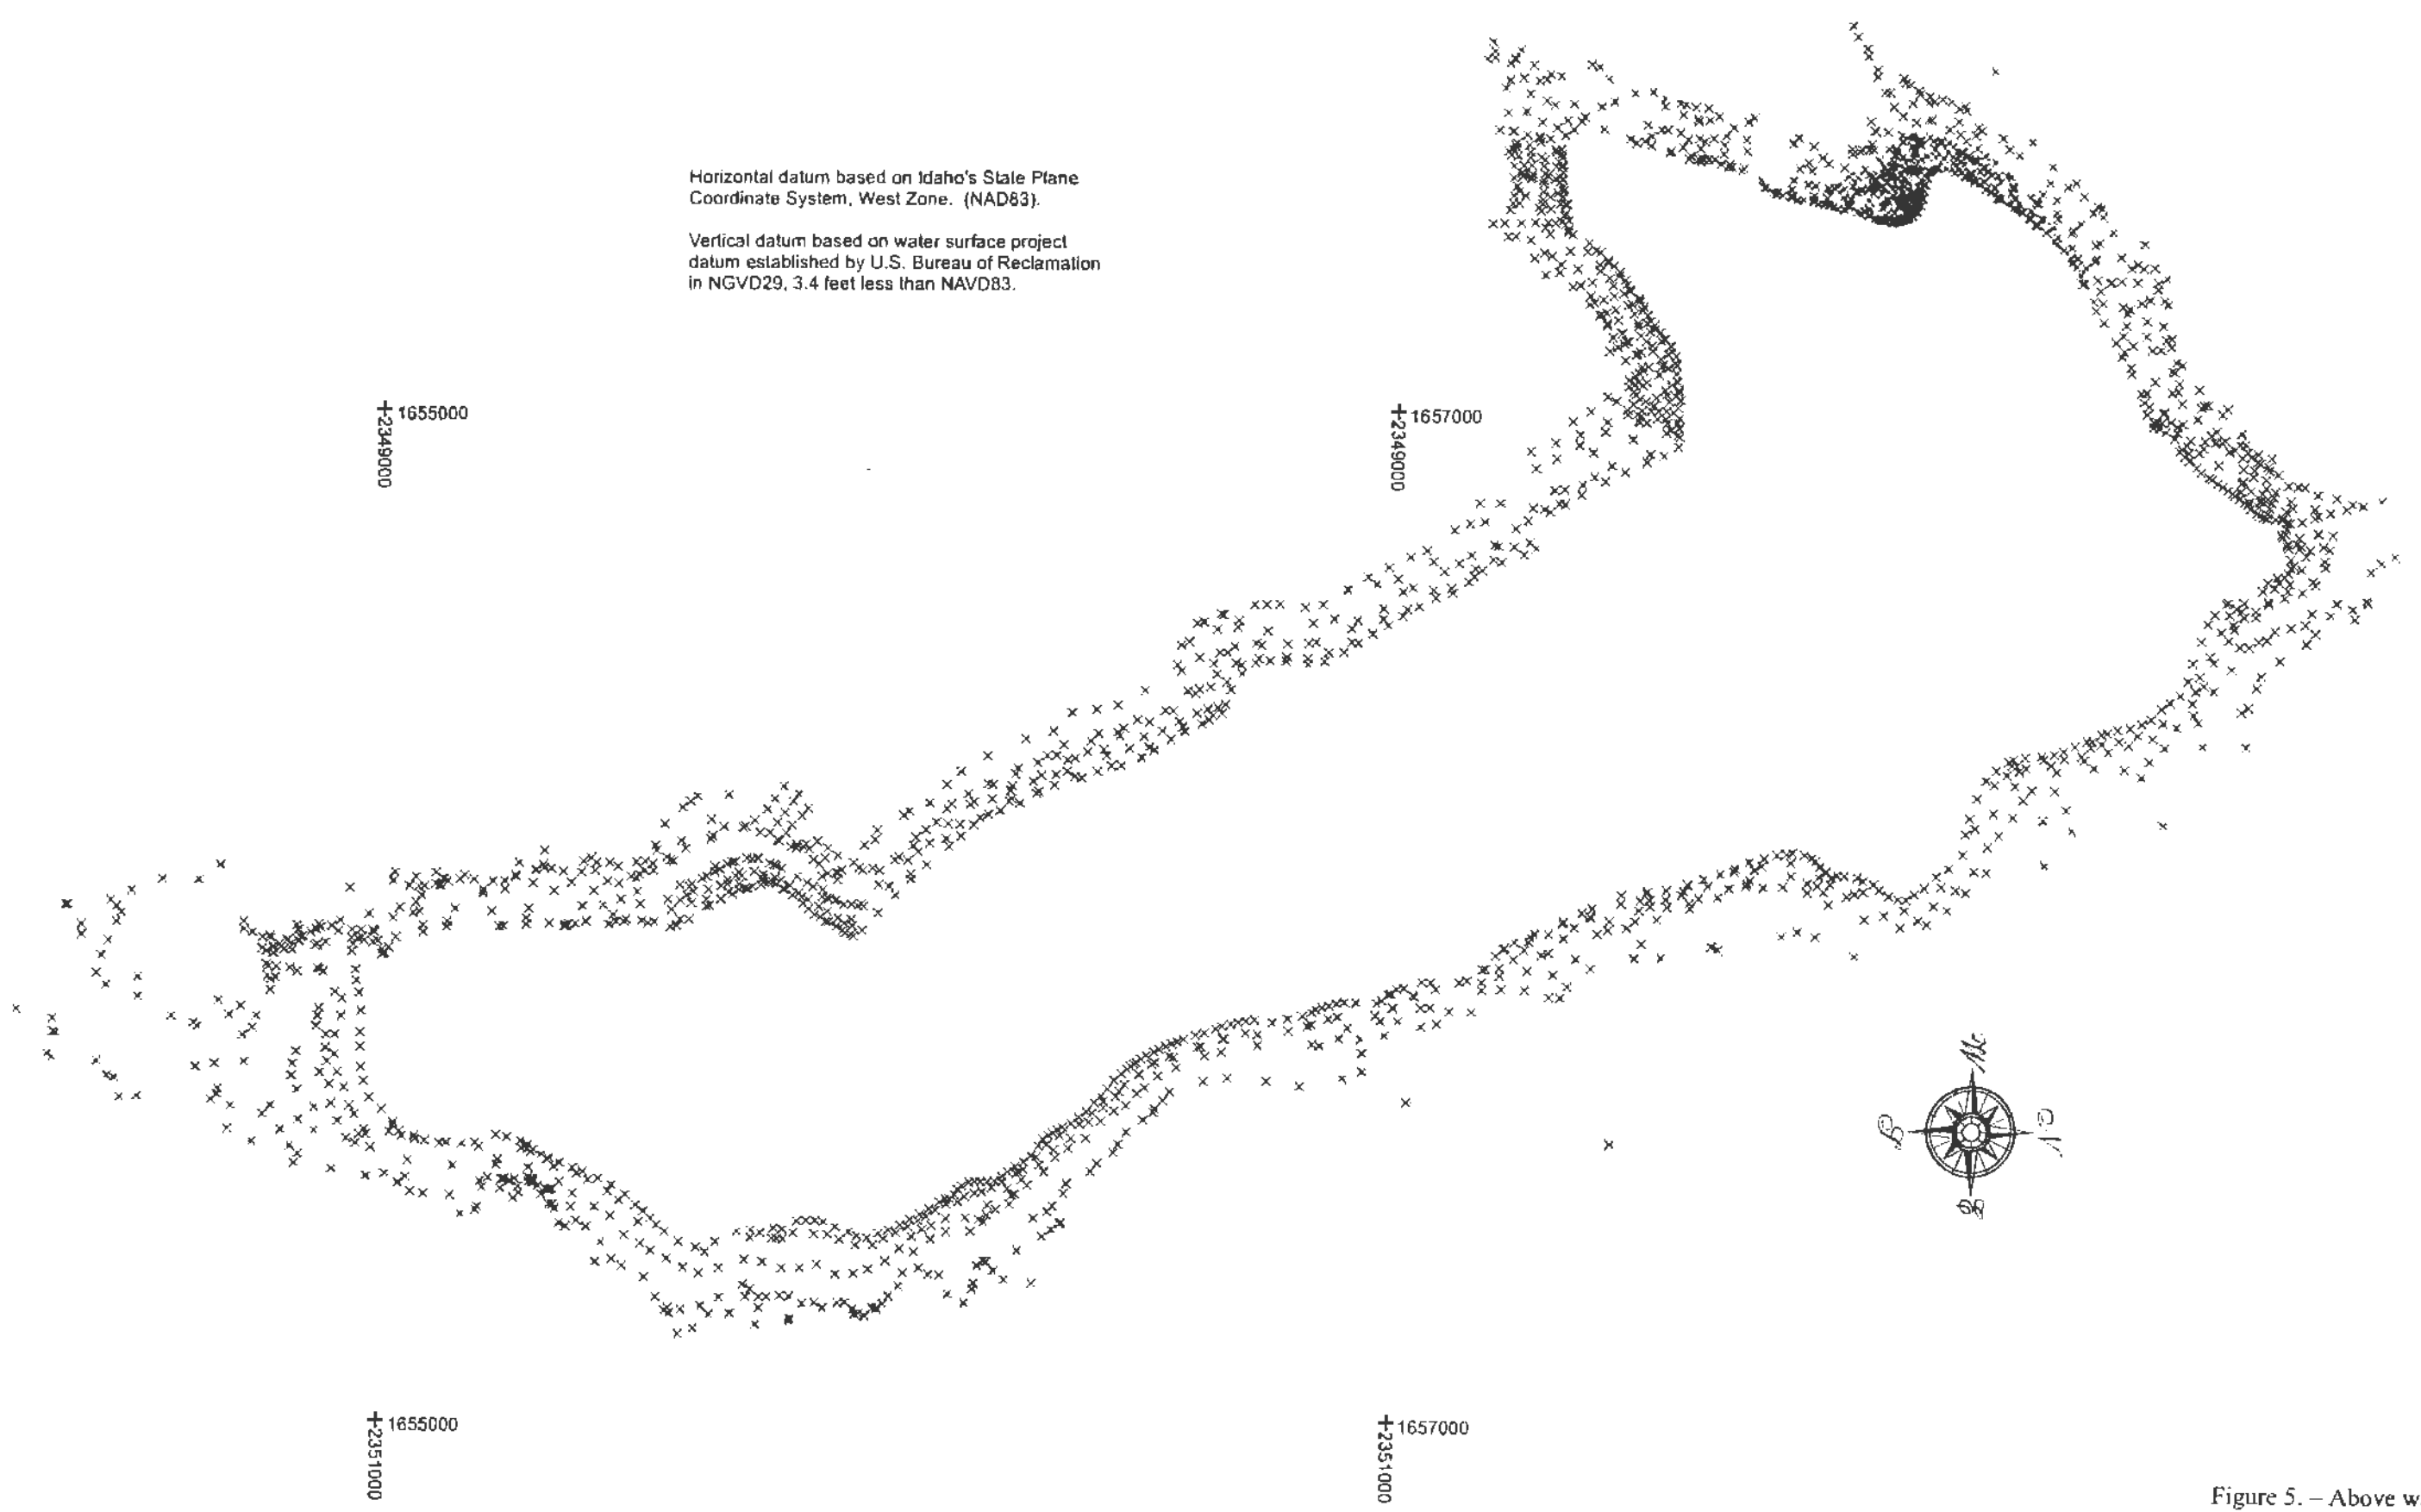 Horizontal datum based on Idaho's State Plane
Coordinate System, West Zone. (NAD83).
Vertical datum based on water surface project
datum established by U.S. Bureau of Reclamation
in NGVD29, 3.4 feet less than NAVD83.
1655000
2349000
1657000
2349000
1655000
2351000
1657000
2351000
Figure 5. – Above w